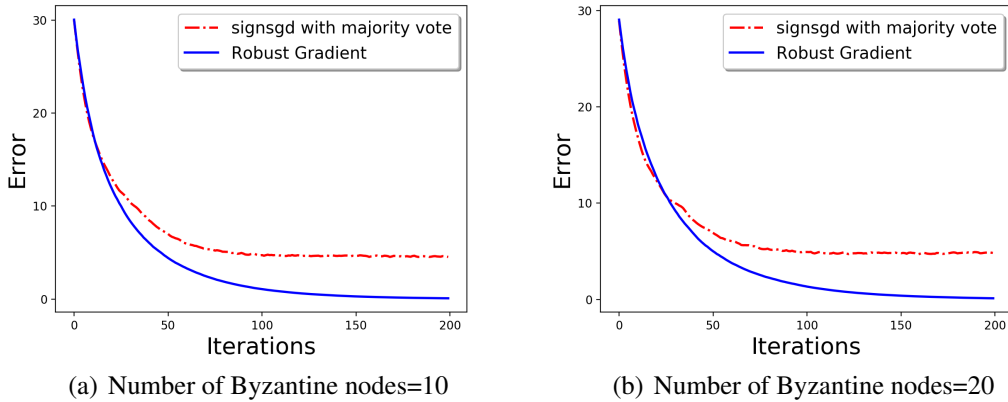 signsgd with majority vote
Robust Gradient
30
20
10
0
Error
0 50 100 150 200
Iterations
(a) Number of Byzantine nodes=10
signsgd with majority vote
Robust Gradient
30
20
10
0
Error
0 50 100 150 200
Iterations
(b) Number of Byzantine nodes=20